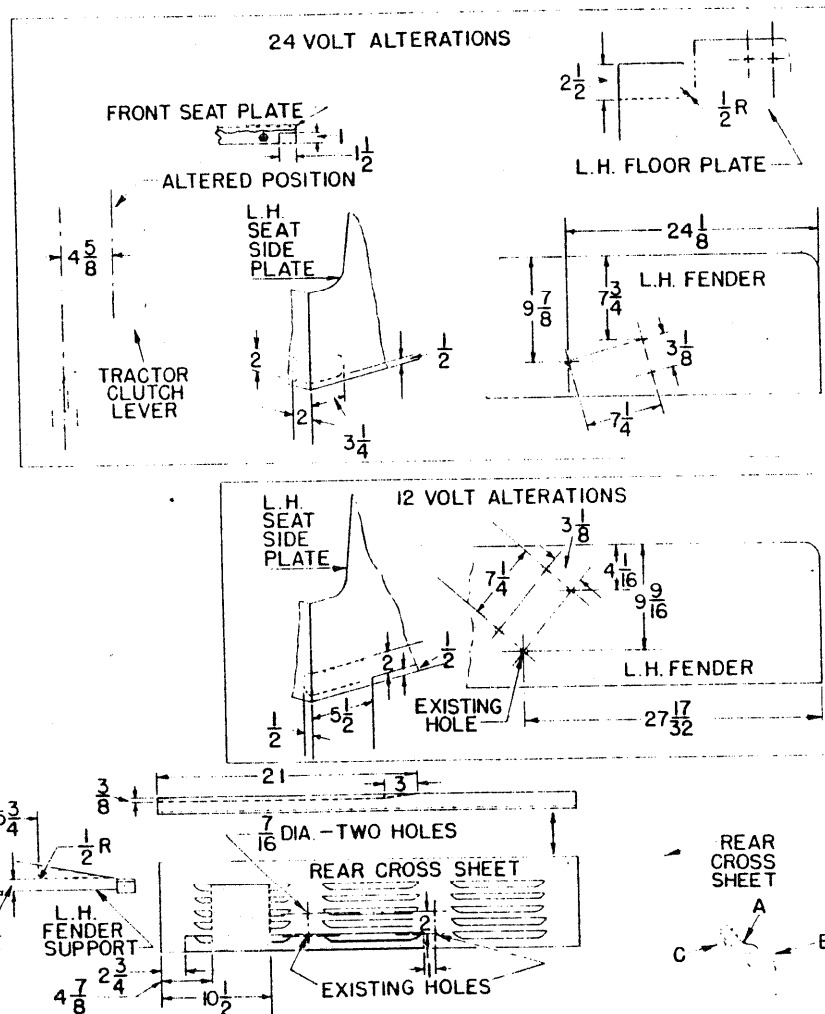 24 VOLT ALTERATIONS
2 1/2
1/2 R
L.H. FLOOR PLATE
FRONT SEAT PLATE
1
1 1/2
ALTERED POSITION
4 5/8
TRACTOR
CLUTCH
LEVER
L.H.
SEAT
SIDE
PLATE
2
2
3 1/4
1/2
24 1/8
9 7/8
7 3/4
L.H. FENDER
3 1/8
7 1/4
12 VOLT ALTERATIONS
L.H.
SEAT
SIDE
PLATE
2
1/2
5 1/2
1/2
3 1/8
7 1/4
4 1/16
9 9/16
L.H. FENDER
EXISTING
HOLE
27 17/32
21
3
3/8
7/16 DIA.-TWO HOLES
REAR CROSS SHEET
3/4
1/2 R
L.H.
FENDER
SUPPORT
2 3/4
4 7/8
10 1/2
2
1
EXISTING HOLES
REAR
CROSS
SHEET
A
C